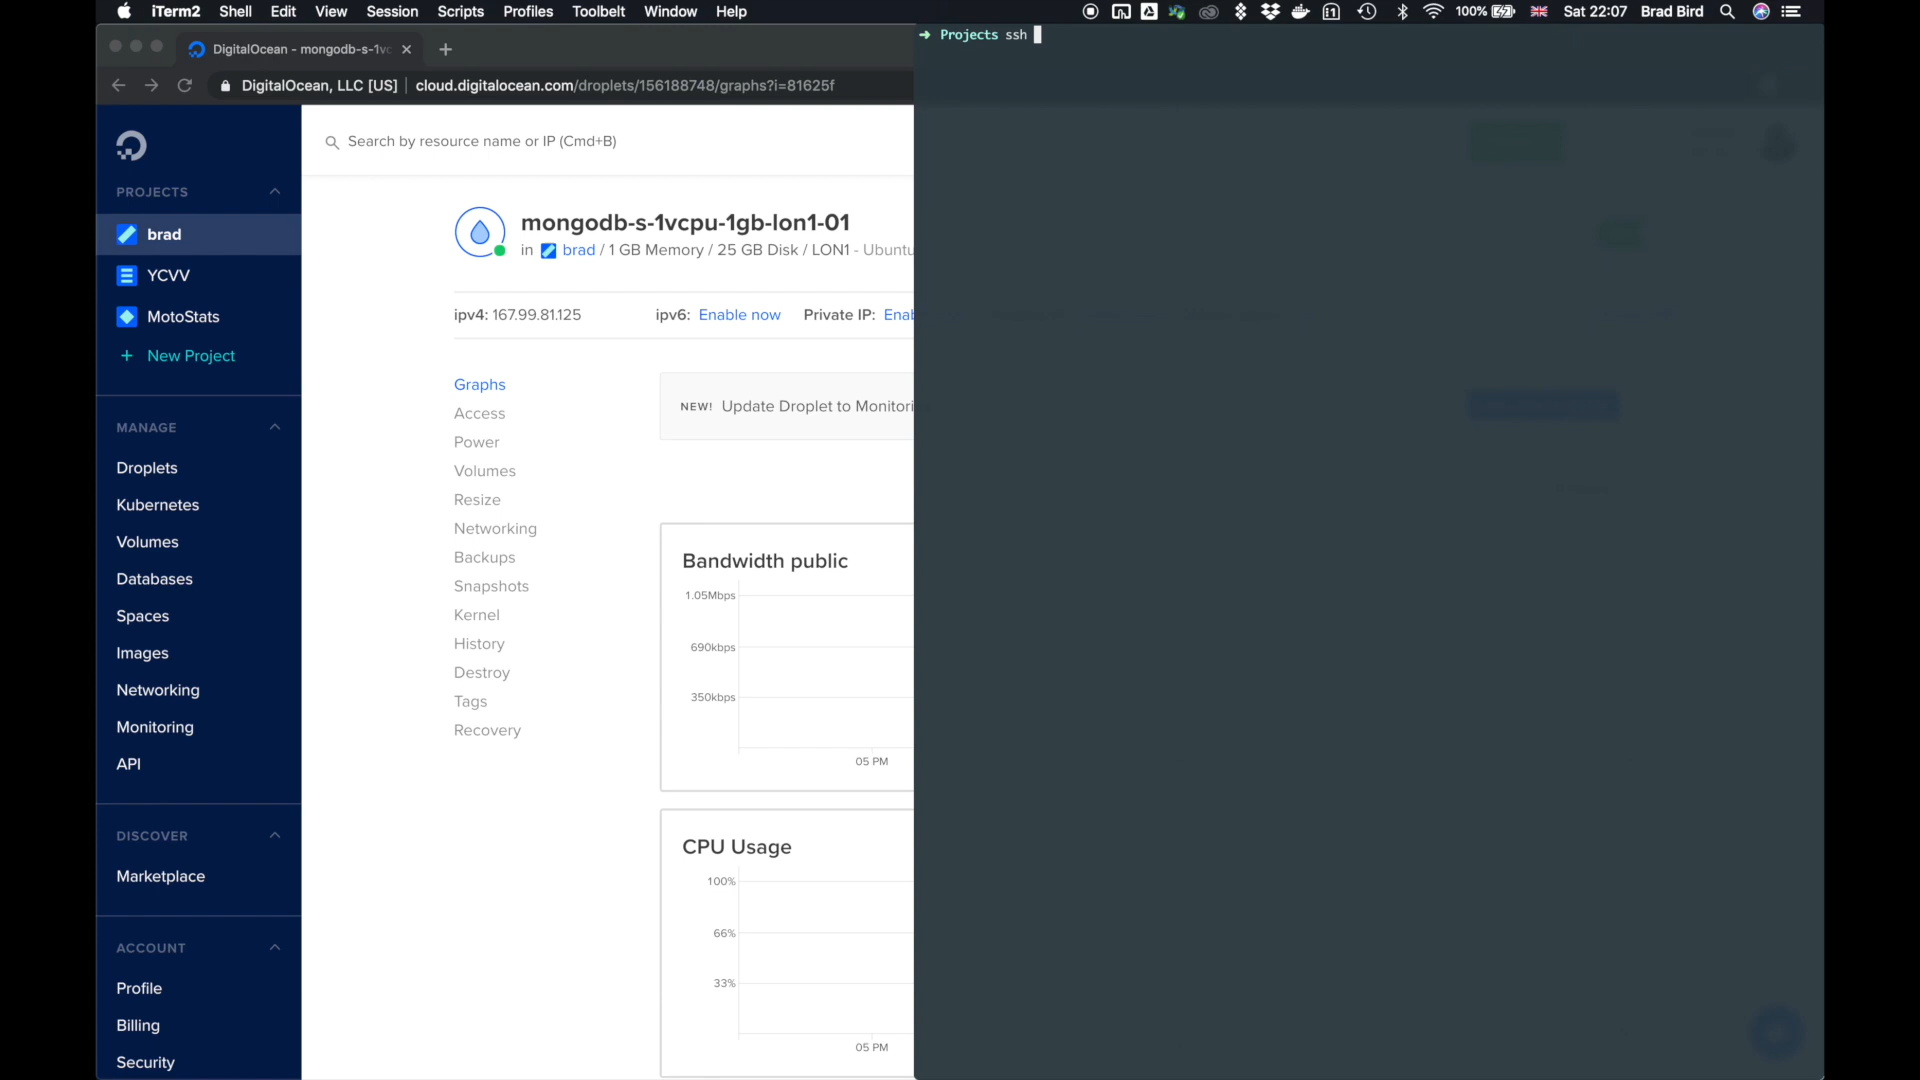 iTerm2 Shell Edit View Session Scripts Profiles Toolbelt Window Help 100% Sat 22:07 Brad Bird
DigitalOcean - mongodb-s-1vc
DigitalOcean, LLC [US] cloud.digitalocean.com/droplets/156188748/graphs?i=81625f
Search by resource name or IP (Cmd+B)
PROJECTS
brad
YCVV
MotoStats
+ New Project
MANAGE
Droplets
Kubernetes
Volumes
Databases
Spaces
Images
Networking
Monitoring
API
DISCOVER
Marketplace
ACCOUNT
Profile
Billing
Security
mongodb-s-1vcpu-1gb-lon1-01
in brad / 1 GB Memory / 25 GB Disk / LON1 - Ubuntu
ipv4: 167.99.81.125 ipv6: Enable now Private IP: Enab
Graphs
Access
Power
Volumes
Resize
Networking
Backups
Snapshots
Kernel
History
Destroy
Tags
Recovery
NEW! Update Droplet to Monitori
Bandwidth public
1.05Mbps
690kbps
350kbps
05 PM
CPU Usage
100%
66%
33%
05 PM
→ Projects ssh